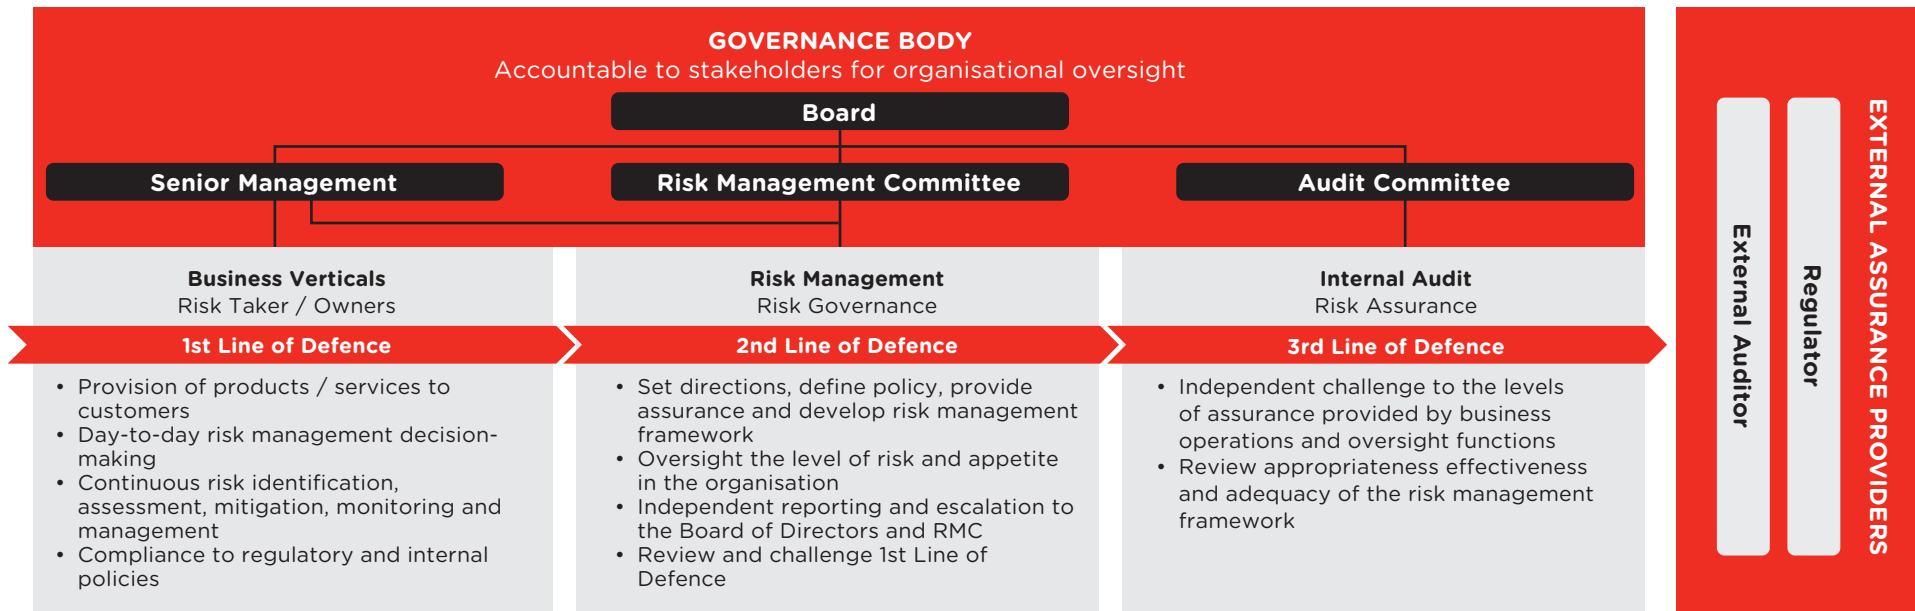 GOVERNANCE BODY
Accountable to stakeholders for organisational oversight
Board
Senior Management
Risk Management Committee
Audit Committee
Business Verticals
Risk Taker / Owners
1st Line of Defence
• Provision of products / services to
customers
• Day-to-day risk management decision-
making
• Continuous risk identification,
assessment, mitigation, monitoring and
management
• Compliance to regulatory and internal
policies
Risk Management
Risk Governance
2nd Line of Defence
• Set directions, define policy, provide
assurance and develop risk management
framework
• Oversight the level of risk and appetite
in the organisation
• Independent reporting and escalation to
the Board of Directors and RMC
• Review and challenge 1st Line of
Defence
Internal Audit
Risk Assurance
3rd Line of Defence
• Independent challenge to the levels
of assurance provided by business
operations and oversight functions
• Review appropriateness effectiveness
and adequacy of the risk management
framework
EXTERNAL ASSURANCE PROVIDERS
Regulator
External Auditor